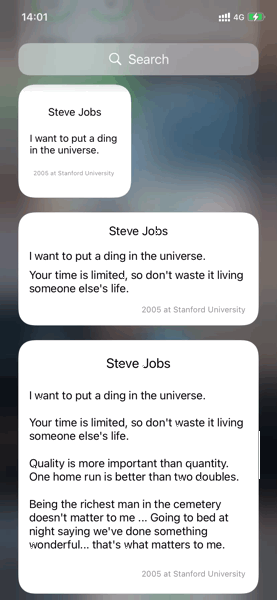 14:01
4G
Search
Steve Jobs
I want to put a ding
in the universe.
2005 at Stanford University
Steve Jobs
I want to put a ding in the universe.
Your time is limited, so don't waste it living
someone else's life.
2005 at Stanford University
Steve Jobs
I want to put a ding in the universe.
Your time is limited, so don't waste it living
someone else's life.
Quality is more important than quantity.
One home run is better than two doubles.
Being the richest man in the cemetery
doesn't matter to me ... Going to bed at
night saying we've done something
wonderful... that's what matters to me.
2005 at Stanford University